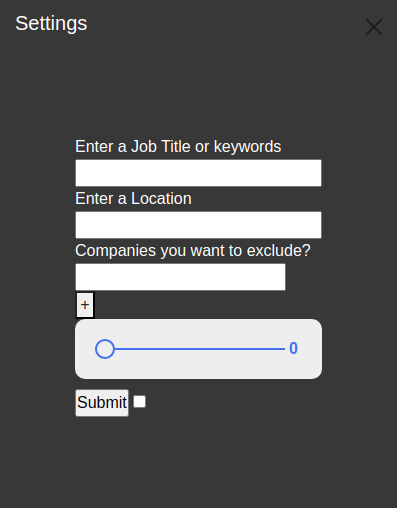 Settings
Enter a Job Title or keywords
Enter a Location
Companies you want to exclude?
+
0
Submit